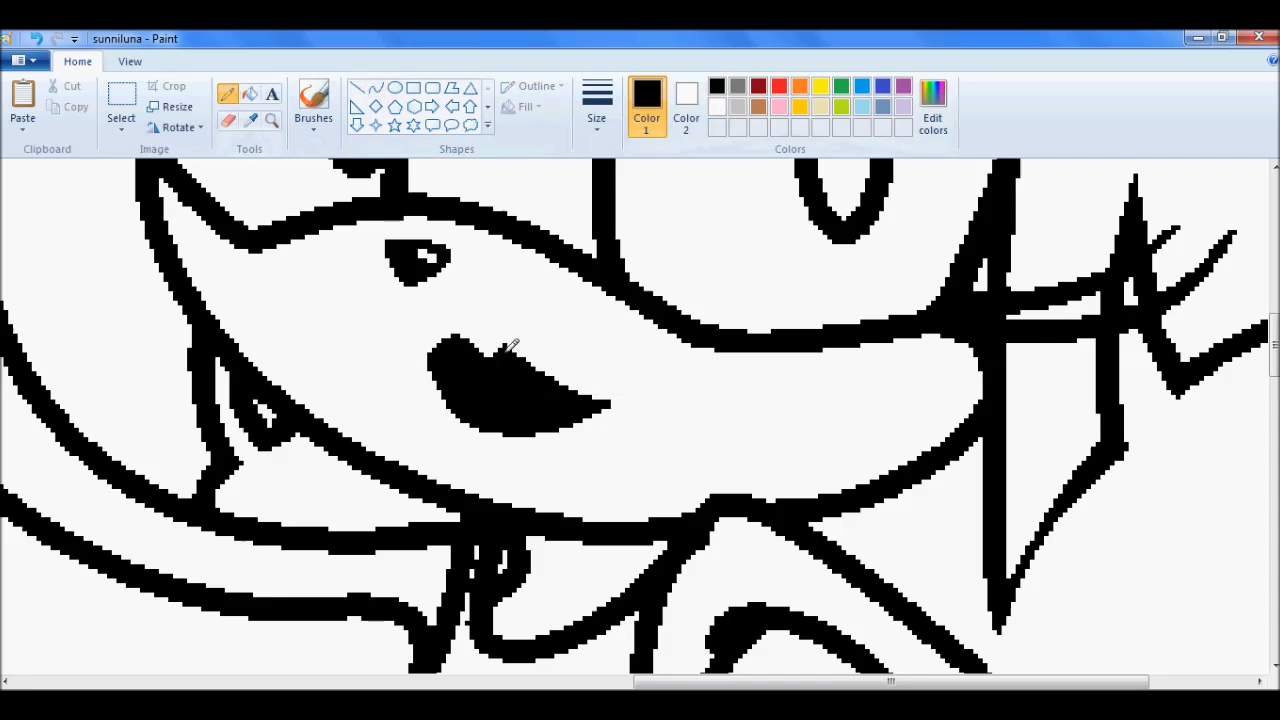 sunniluna - Paint
Home View
Paste
Cut
Copy
Clipboard
Select
Crop
Resize
Rotate
Image
A
Tools
Brushes
Outline
Fill
Shapes
Size
Color 1
Color 2
Edit colors
Colors